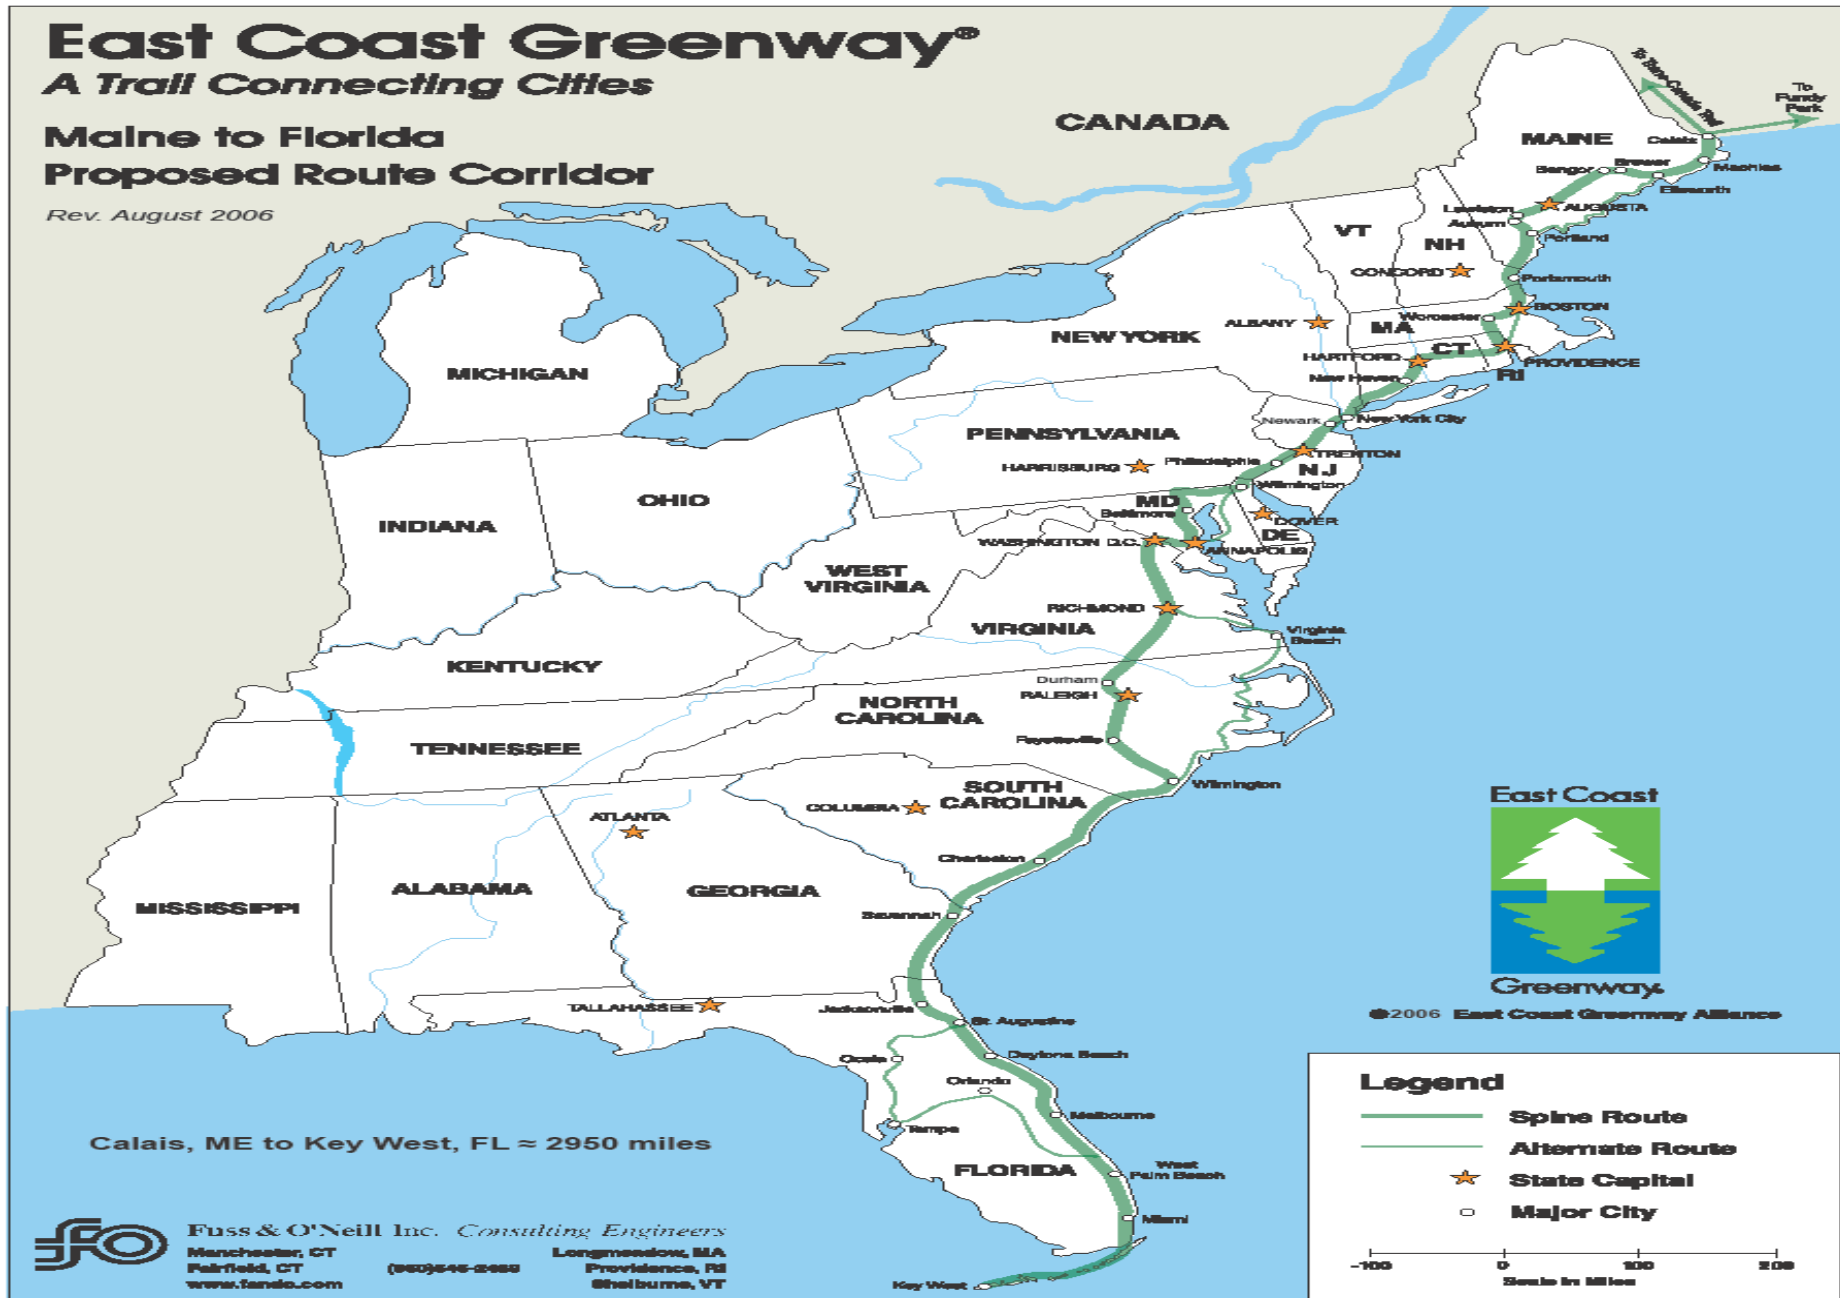 East Coast Greenway®
A Trail Connecting Cities
Maine to Florida
Proposed Route Corridor
Rev. August 2006
CANADA
To Trans-Canada Trail
To
Fundy
Park
MAINE
Calais
Brewer
Bangor
Machias
Ellsworth
Lewiston
AUGUSTA
Auburn
Portland
VT
NH
CONCORD
Portsmouth
BOSTON
Worcester
ALBANY
MA
NEW YORK
CT
HARTFORD
PROVIDENCE
RI
New Haven
MICHIGAN
New York City
Newark
PENNSYLVANIA
TRENTON
Philadelphia
HARRISBURG
NJ
Wilmington
OHIO
MD
Baltimore
INDIANA
DOVER
DE
WASHINGTON D.C.
ANNAPOLIS
WEST
VIRGINIA
RICHMOND
VIRGINIA
Virginia
Beach
KENTUCKY
Durham
RALEIGH
NORTH
CAROLINA
Fayetteville
TENNESSEE
Wilmington
SOUTH
CAROLINA
COLUMBIA
ATLANTA
Charleston
ALABAMA
GEORGIA
MISSISSIPPI
Savannah
East Coast
Greenway®
©2006 East Coast Greenway Alliance
TALLAHASSEE
Jacksonville
St. Augustine
Ocala
Daytona Beach
Orlando
Melbourne
Tampa
FLORIDA
West
Palm Beach
Miami
Key West
Calais, ME to Key West, FL ≈ 2950 miles
Legend
Spine Route
Alternate Route
State Capital
Major City
-100 0 100 200
Scale in Miles
Fuss & O'Neill Inc. Consulting Engineers
Manchester, CT Longmeadow, MA
Fairfield, CT Providence, RI
www.fando.com Shelburne, VT